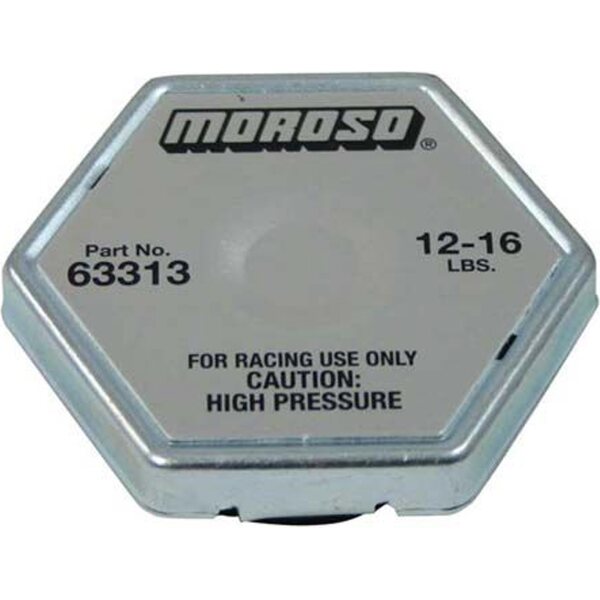 MOROSO®
Part No.
63313
12-16
LBS.
FOR RACING USE ONLY
CAUTION:
HIGH PRESSURE